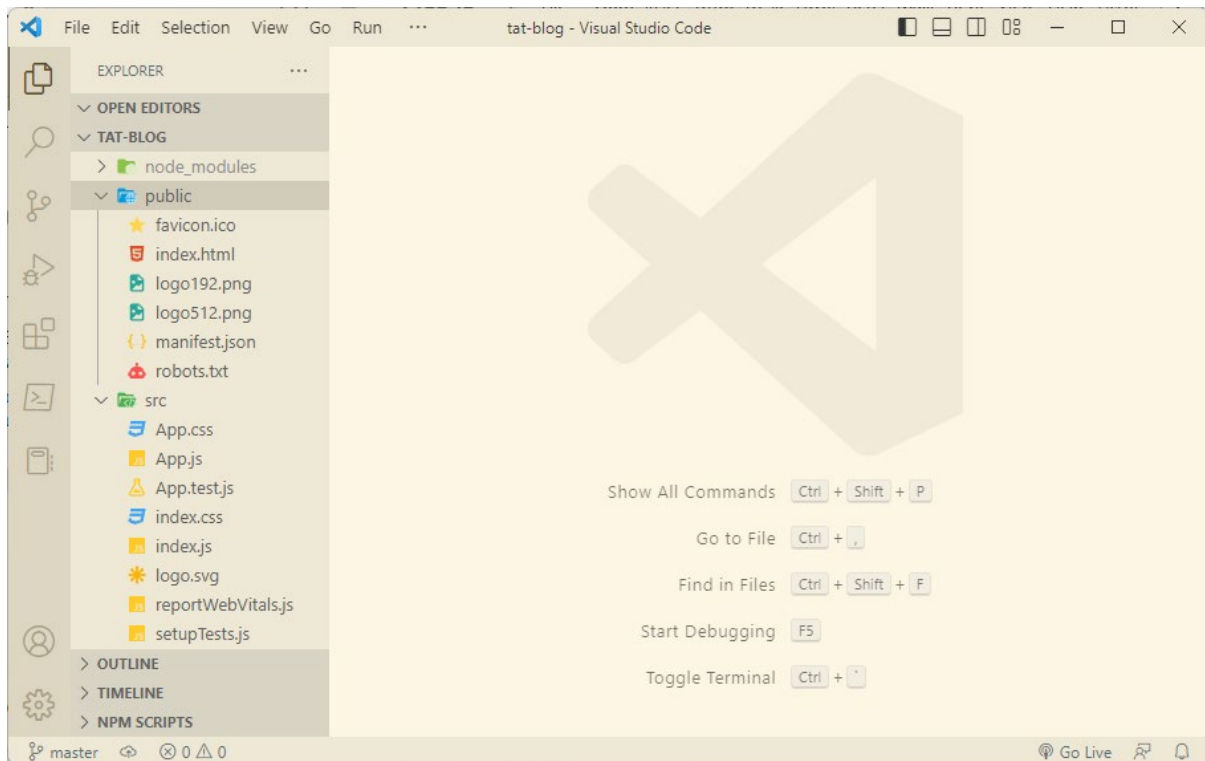 File Edit Selection View Go Run ··· tat-blog - Visual Studio Code
EXPLORER ···
OPEN EDITORS
TAT-BLOG
node_modules
public
favicon.ico
index.html
logo192.png
logo512.png
manifest.json
robots.txt
src
App.css
App.js
App.test.js
index.css
index.js
logo.svg
reportWebVitals.js
setupTests.js
OUTLINE
TIMELINE
NPM SCRIPTS
Show All Commands Ctrl + Shift + P
Go to File Ctrl + ,
Find in Files Ctrl + Shift + F
Start Debugging F5
Toggle Terminal Ctrl + `
master 0 0 Go Live